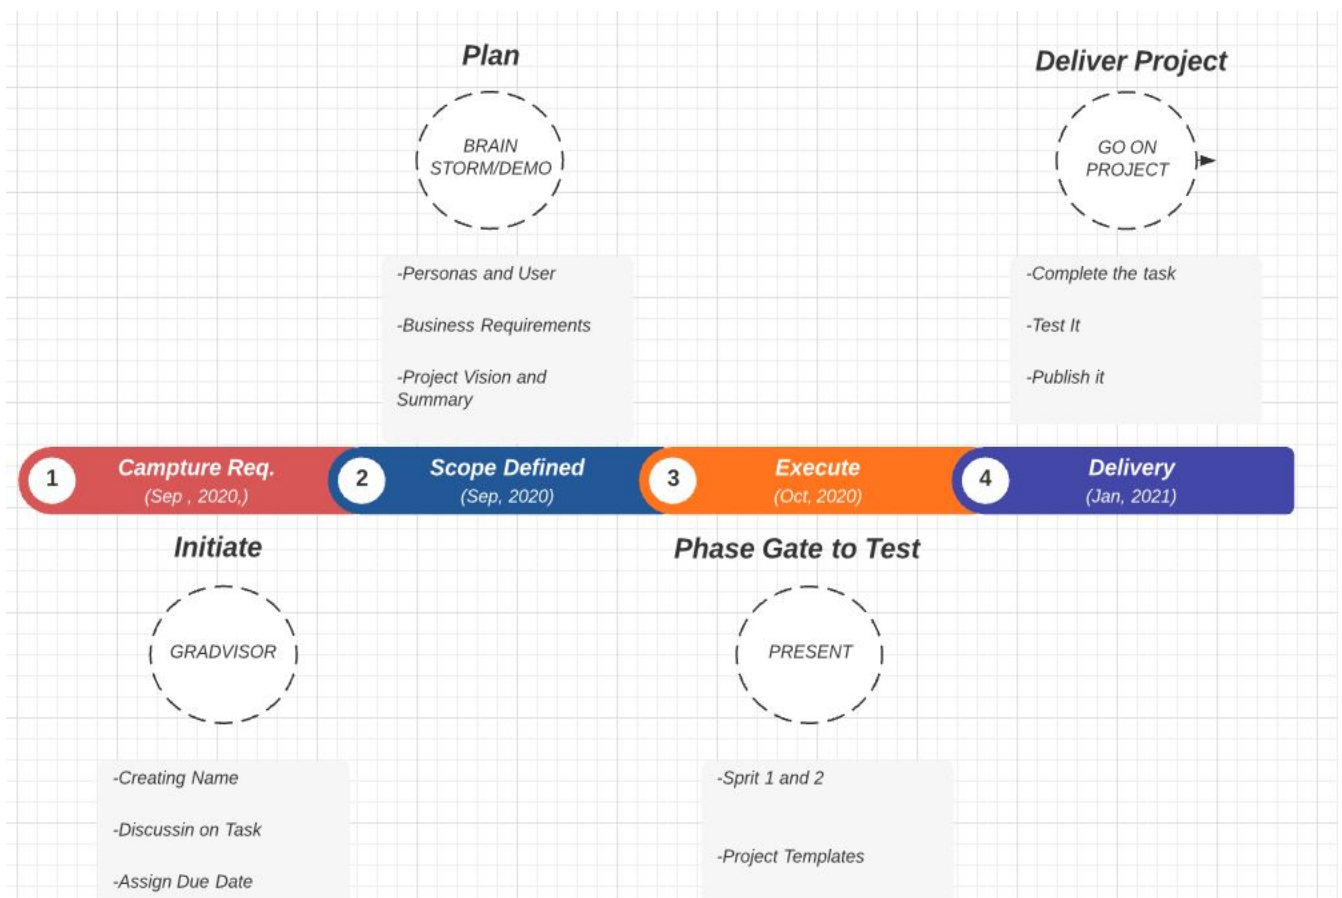 Plan
BRAIN
STORM/DEMO
-Personas and User
-Business Requirements
-Project Vision and
Summary
Deliver Project
GO ON
PROJECT
-Complete the task
-Test It
-Publish it
1
Campture Req.
(Sep , 2020,)
2
Scope Defined
(Sep, 2020)
3
Execute
(Oct, 2020)
4
Delivery
(Jan, 2021)
Initiate
GRADVISOR
-Creating Name
-Discussin on Task
-Assign Due Date
Phase Gate to Test
PRESENT
-Sprit 1 and 2
-Project Templates